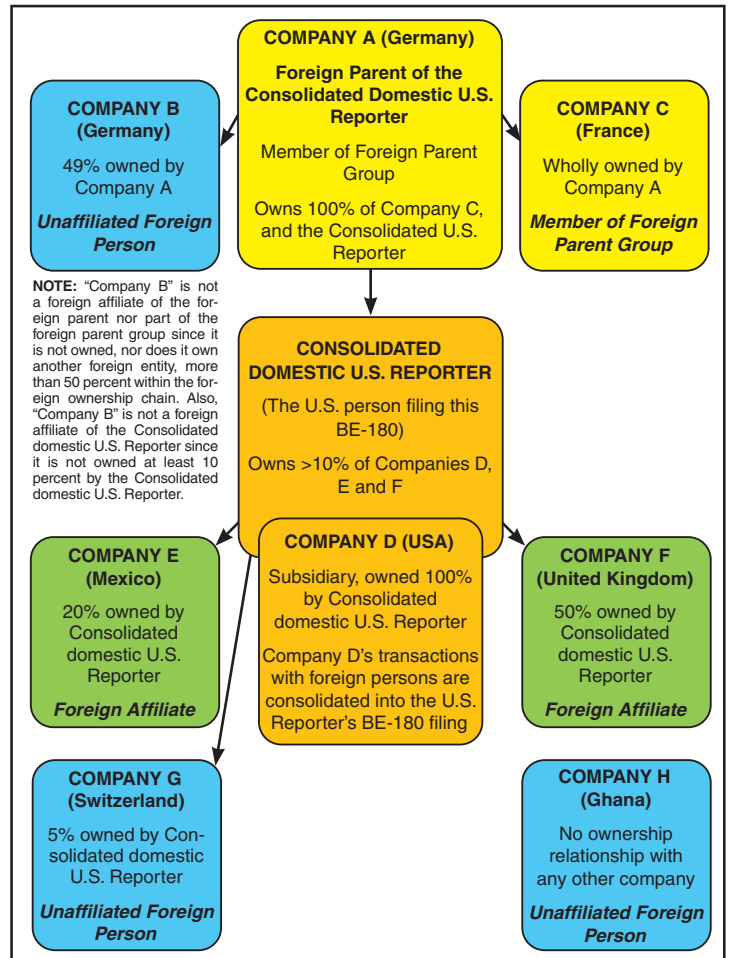 COMPANY A (Germany)
Foreign Parent of the
Consolidated Domestic U.S.
Reporter
Member of Foreign Parent
Group
Owns 100% of Company C,
and the Consolidated U.S.
Reporter
COMPANY B
(Germany)
49% owned by
Company A
Unaffiliated Foreign
Person
COMPANY C
(France)
Wholly owned by
Company A
Member of Foreign
Parent Group
NOTE: “Company B” is not
a foreign affiliate of the for-
eign parent nor part of the
foreign parent group since it
is not owned, nor does it own
another foreign entity, more
than 50 percent within the for-
eign ownership chain. Also,
“Company B” is not a foreign
affiliate of the Consolidated
domestic U.S. Reporter since
it is not owned at least 10
percent by the Consolidated
domestic U.S. Reporter.
CONSOLIDATED
DOMESTIC U.S. REPORTER
(The U.S. person filing this
BE-180)
Owns >10% of Companies D,
E and F
COMPANY E
(Mexico)
20% owned by
Consolidated
domestic U.S.
Reporter
Foreign Affiliate
COMPANY D (USA)
Subsidiary, owned 100%
by Consolidated
domestic U.S. Reporter
Company D’s transactions
with foreign persons are
consolidated into the U.S.
Reporter’s BE-180 filing
COMPANY F
(United Kingdom)
50% owned by
Consolidated
domestic U.S.
Reporter
Foreign Affiliate
COMPANY G
(Switzerland)
5% owned by Con-
solidated domestic
U.S. Reporter
Unaffiliated Foreign
Person
COMPANY H
(Ghana)
No ownership
relationship with
any other company
Unaffiliated Foreign
Person